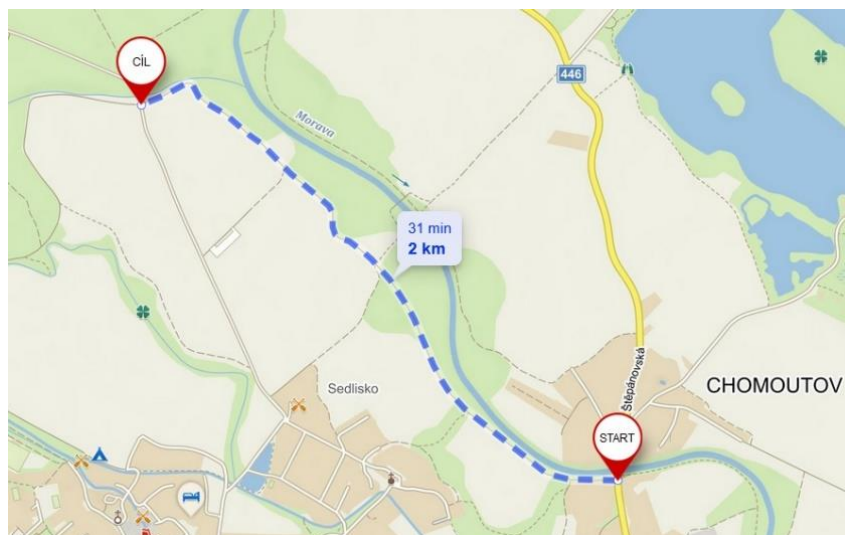 CÍL
446
Morava
31 min
2 km
Sedlisko
Štěpánovská
CHOMOUTOV
START